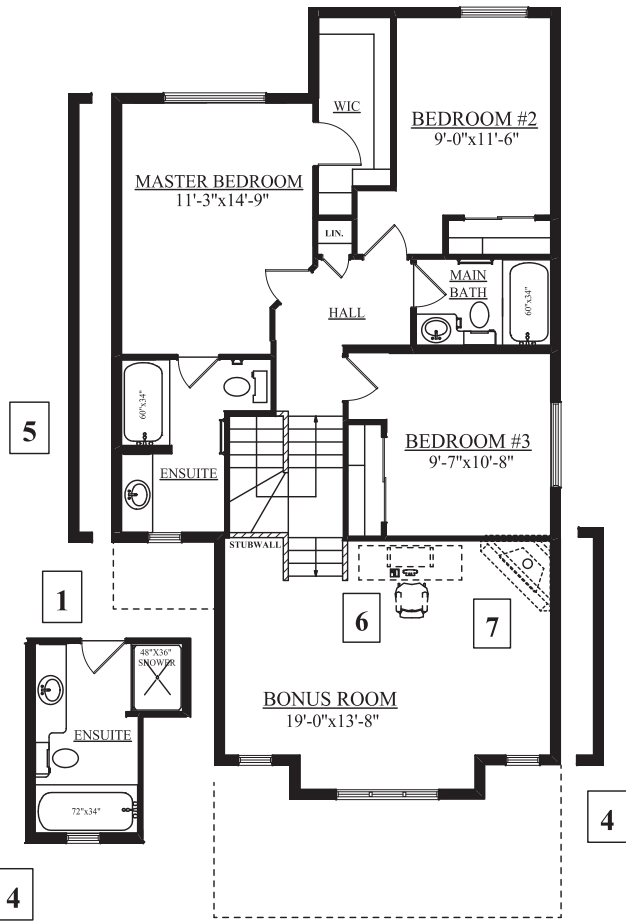 WIC
BEDROOM #2
9'-0"x11'-6"
MASTER BEDROOM
11'-3"x14'-9"
LIN.
MAIN
BATH
60"x34"
HALL
60"x34"
5
BEDROOM #3
9'-7"x10'-8"
ENSUITE
STUBWALL
1
6
7
48"X36"
SHOWER
BONUS ROOM
19'-0"x13'-8"
ENSUITE
72"x34"
4
4